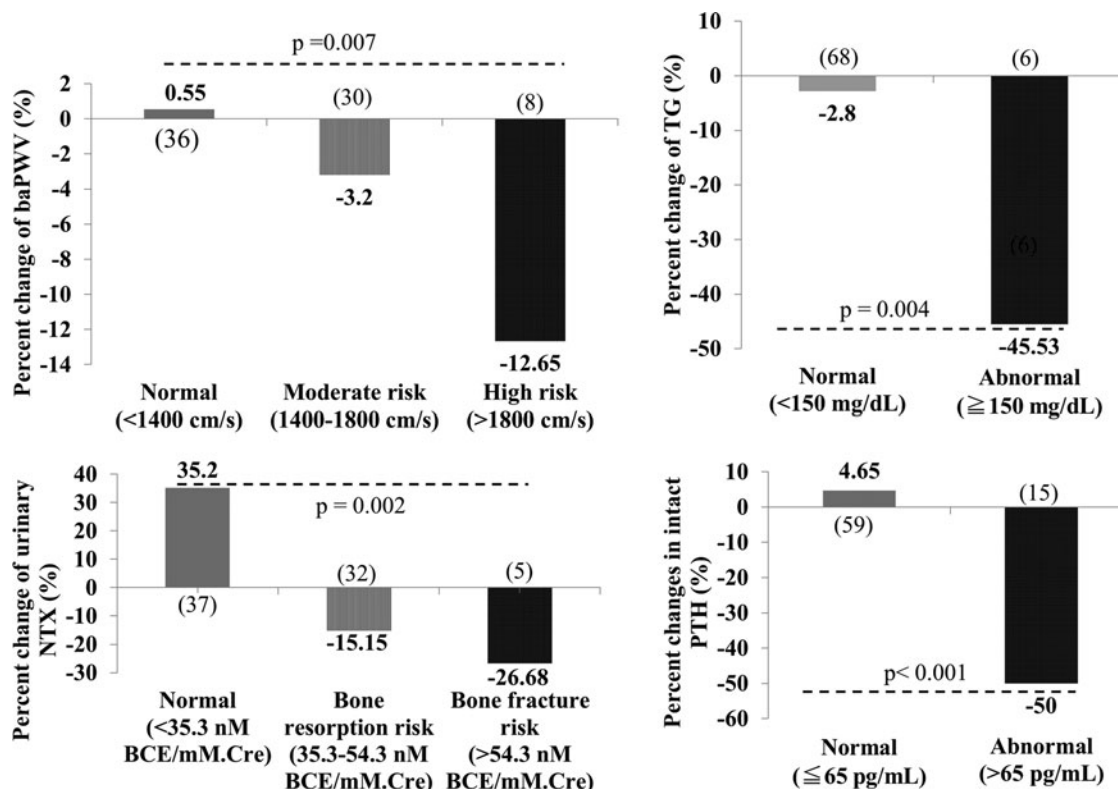 p =0.007
Percent change of baPWV (%)
2
0
-2
-4
-6
-8
-10
-12
-14
0.55
(36)
(30)
-3.2
(8)
-12.65
Normal
(<1400 cm/s)
Moderate risk
(1400-1800 cm/s)
High risk
(>1800 cm/s)
Percent change of TG (%)
10
0
-10
-20
-30
-40
-50
(68)
-2.8
(6)
(6)
p = 0.004
-45.53
Normal
(<150 mg/dL)
Abnormal
(≧150 mg/dL)
Percent change of urinary
NTX (%)
40
30
20
10
0
-10
-20
-30
35.2
p = 0.002
(37)
(32)
-15.15
(5)
-26.68
Normal
(<35.3 nM
BCE/mM.Cre)
Bone
resorption risk
(35.3-54.3 nM
BCE/mM.Cre)
Bone fracture
risk
(>54.3 nM
BCE/mM.Cre)
Percent changes in intact
PTH (%)
10
0
-10
-20
-30
-40
-50
-60
4.65
(59)
(15)
p< 0.001
-50
Normal
(≦65 pg/mL)
Abnormal
(>65 pg/mL)